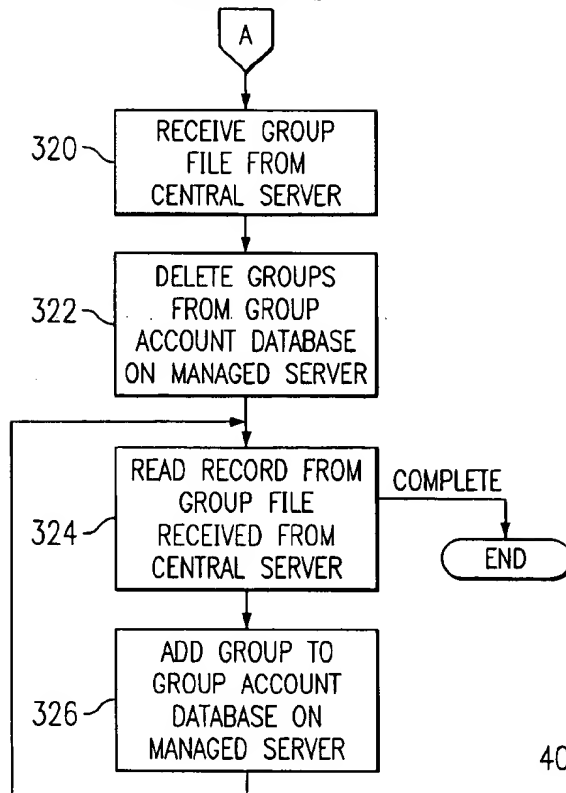 A
320
RECEIVE GROUP
FILE FROM
CENTRAL SERVER
322
DELETE GROUPS
FROM GROUP
ACCOUNT DATABASE
ON MANAGED SERVER
324
READ RECORD FROM
GROUP FILE
RECEIVED FROM
CENTRAL SERVER
COMPLETE
END
326
ADD GROUP TO
GROUP ACCOUNT
DATABASE ON
MANAGED SERVER